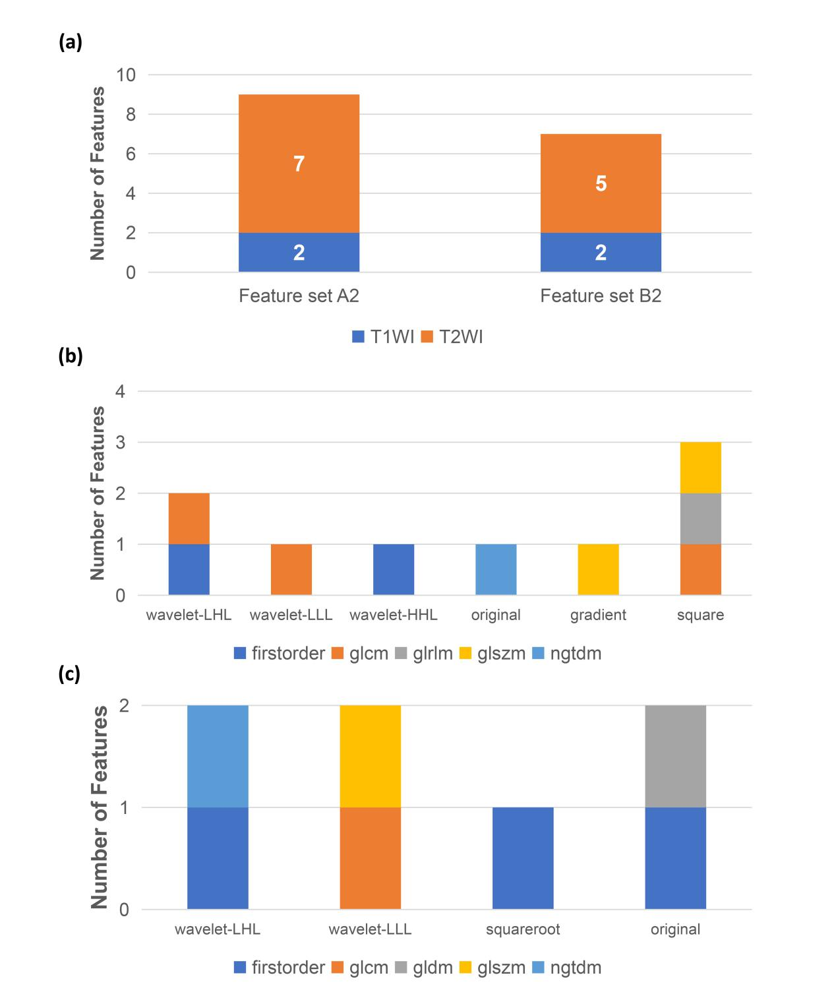 (a)
Number of Features
10
8
6
4
2
0
7
2
5
2
Feature set A2
Feature set B2
T1WI T2WI
(b)
Number of Features
4
3
2
1
0
wavelet-LHL wavelet-LLL wavelet-HHL original gradient square
firstorder glcm glrlm glszm ngtdm
(c)
Number of Features
2
1
0
wavelet-LHL wavelet-LLL squareroot original
firstorder glcm gldm glszm ngtdm